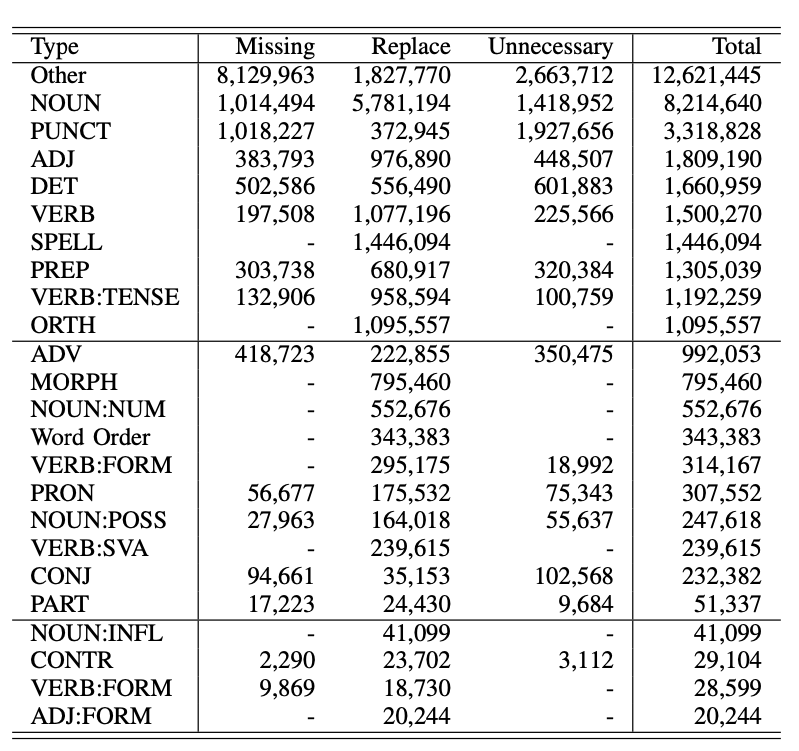 Type Missing Replace Unnecessary Total
Other 8,129,963 1,827,770 2,663,712 12,621,445
NOUN 1,014,494 5,781,194 1,418,952 8,214,640
PUNCT 1,018,227 372,945 1,927,656 3,318,828
ADJ 383,793 976,890 448,507 1,809,190
DET 502,586 556,490 601,883 1,660,959
VERB 197,508 1,077,196 225,566 1,500,270
SPELL - 1,446,094 - 1,446,094
PREP 303,738 680,917 320,384 1,305,039
VERB:TENSE 132,906 958,594 100,759 1,192,259
ORTH - 1,095,557 - 1,095,557
ADV 418,723 222,855 350,475 992,053
MORPH - 795,460 - 795,460
NOUN:NUM - 552,676 - 552,676
Word Order - 343,383 - 343,383
VERB:FORM - 295,175 18,992 314,167
PRON 56,677 175,532 75,343 307,552
NOUN:POSS 27,963 164,018 55,637 247,618
VERB:SVA - 239,615 - 239,615
CONJ 94,661 35,153 102,568 232,382
PART 17,223 24,430 9,684 51,337
NOUN:INFL - 41,099 - 41,099
CONTR 2,290 23,702 3,112 29,104
VERB:FORM 9,869 18,730 - 28,599
ADJ:FORM - 20,244 - 20,244